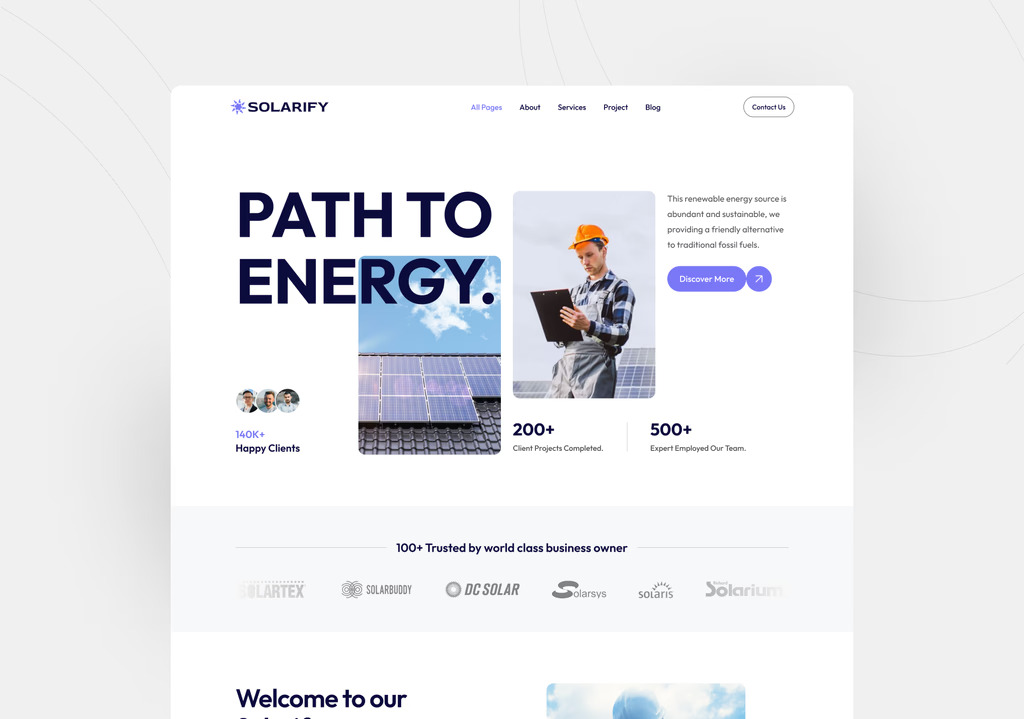 SOLARIFY
All Pages
About
Services
Project
Blog
Contact Us
PATH TO
ENERGY.
This renewable energy source is
abundant and sustainable, we
providing a friendly alternative
to traditional fossil fuels.
Discover More
140K+
Happy Clients
200+
Client Projects Completed.
500+
Expert Employed Our Team.
100+ Trusted by world class business owner
SOLARTEX
SOLARBUDDY
DC SOLAR
Solarsys
solaris
Solarium
Welcome to our